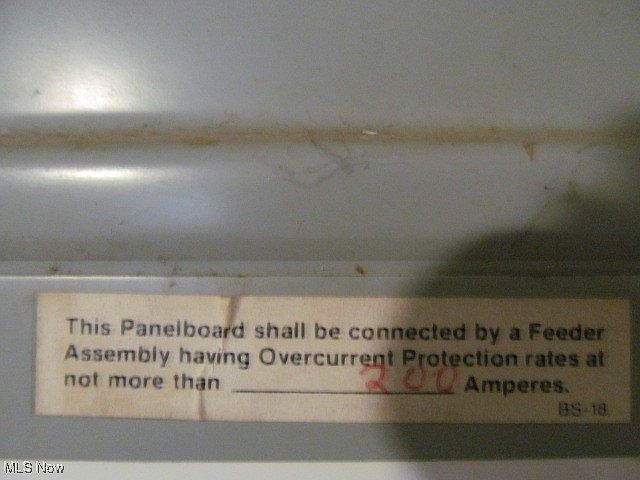 This Panelboard shall be connected by a Feeder
Assembly having Overcurrent Protection rates at
not more than 200 Amperes.
BS-18
MLS Now